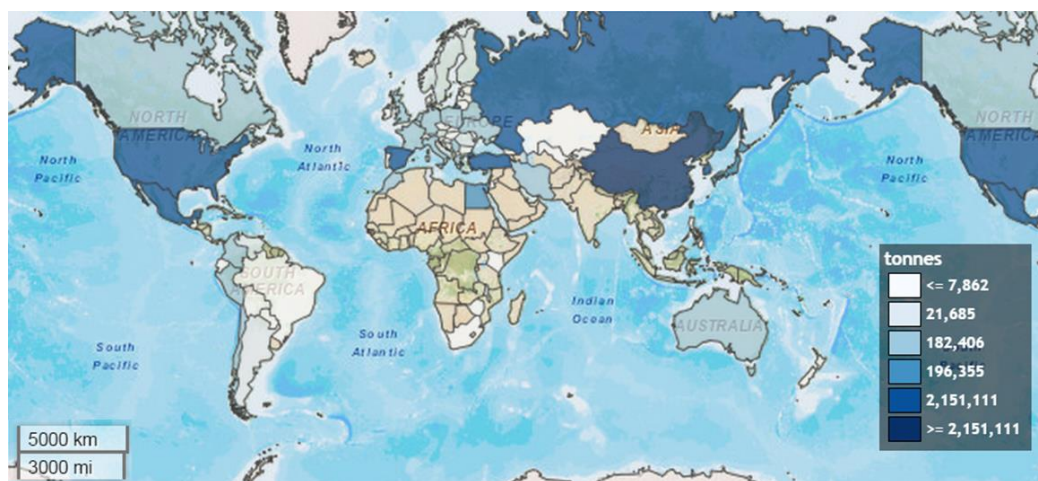 NORTH
AMERICA
North
Pacific
North
Atlantic
EUROPE
ASIA
AFRICA
SOUTH
AMERICA
South
Pacific
South
Atlantic
Indian
Ocean
AUSTRALIA
North
Pacific
NORTH
AMERICA
tonnes
<= 7,862
21,685
182,406
196,355
2,151,111
>= 2,151,111
5000 km
3000 mi